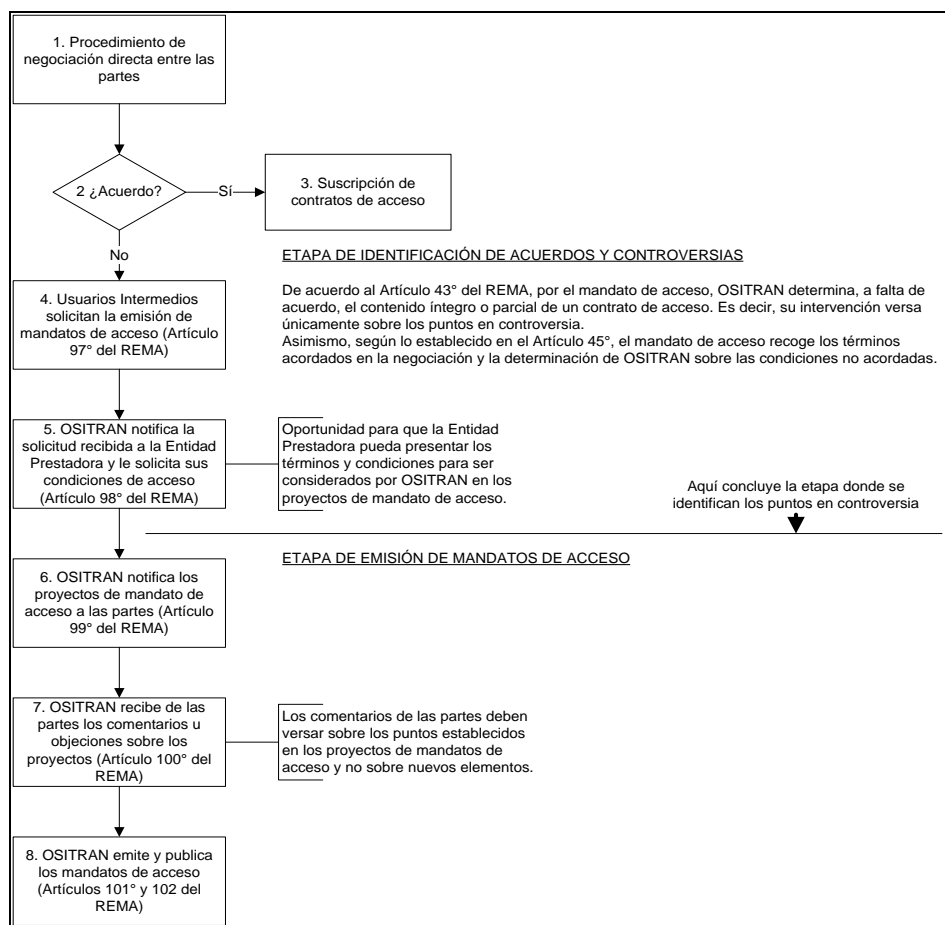 1. Procedimiento de
negociación directa entre las
partes
2 ¿Acuerdo?
Sí
3. Suscripción de
contratos de acceso
No
ETAPA DE IDENTIFICACIÓN DE ACUERDOS Y CONTROVERSIAS
De acuerdo al Artículo 43° del REMA, por el mandato de acceso, OSITRAN determina, a falta de
acuerdo, el contenido íntegro o parcial de un contrato de acceso. Es decir, su intervención versa
únicamente sobre los puntos en controversia.
Asimismo, según lo establecido en el Artículo 45°, el mandato de acceso recoge los términos
acordados en la negociación y la determinación de OSITRAN sobre las condiciones no acordadas.
4. Usuarios Intermedios
solicitan la emisión de
mandatos de acceso (Artículo
97° del REMA)
5. OSITRAN notifica la
solicitud recibida a la Entidad
Prestadora y le solicita sus
condiciones de acceso
(Artículo 98° del REMA)
Oportunidad para que la Entidad
Prestadora pueda presentar los
términos y condiciones para ser
considerados por OSITRAN en los
proyectos de mandato de acceso.
Aquí concluye la etapa donde se
identifican los puntos en controversia
ETAPA DE EMISIÓN DE MANDATOS DE ACCESO
6. OSITRAN notifica los
proyectos de mandato de
acceso a las partes (Artículo
99° del REMA)
7. OSITRAN recibe de las
partes los comentarios u
objeciones sobre los
proyectos (Artículo 100° del
REMA)
Los comentarios de las partes deben
versar sobre los puntos establecidos
en los proyectos de mandatos de
acceso y no sobre nuevos elementos.
8. OSITRAN emite y publica
los mandatos de acceso
(Artículos 101° y 102 del
REMA)